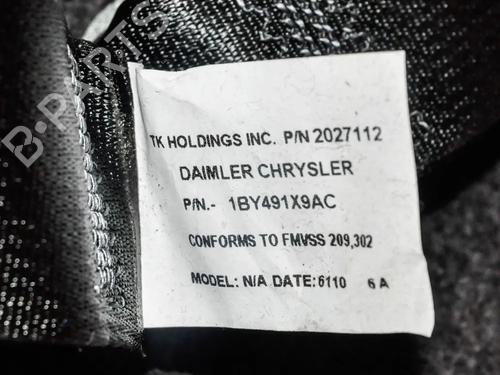 TK HOLDINGS INC. P/N 2027112
DAIMLER CHRYSLER
P/N.- 1BY491X9AC
CONFORMS TO FMVSS 209,302
MODEL: N/A DATE:6110 6 A
B-PARTS